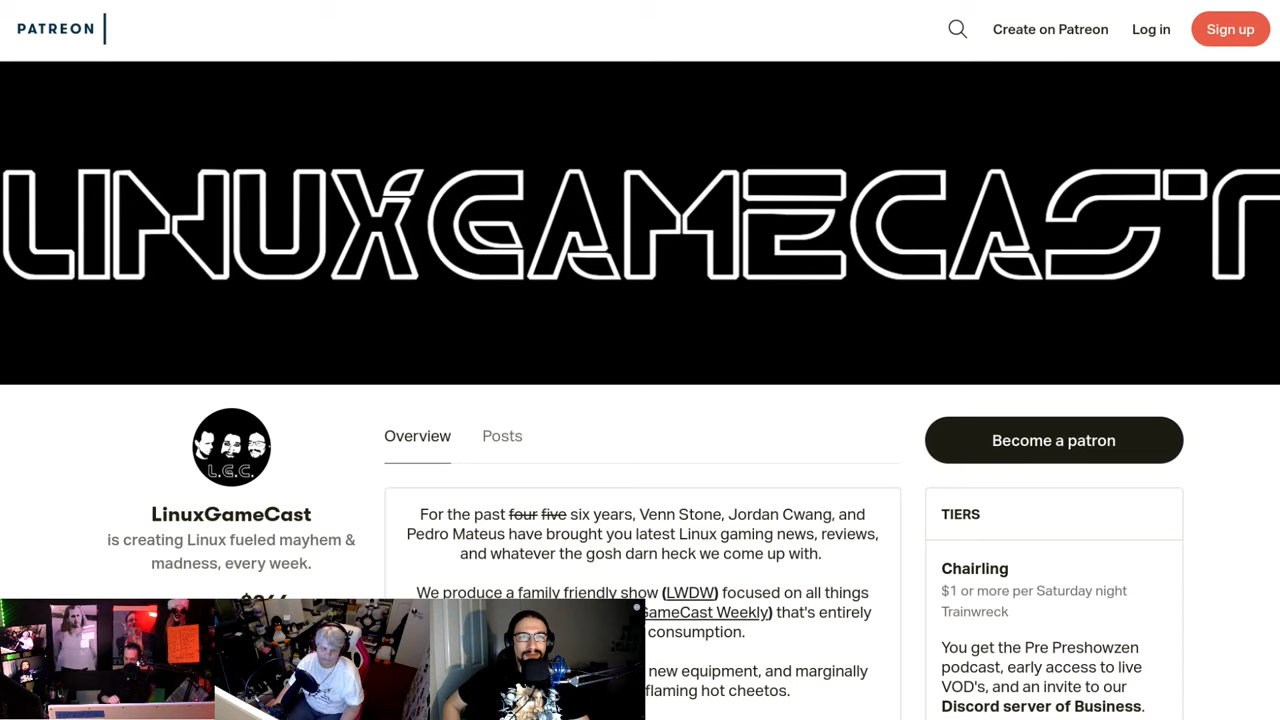 PATREON
Create on Patreon
Log in
Sign up
LINUXGAMECAST
L.G.C.
LinuxGameCast
is creating Linux fueled mayhem &
madness, every week.
Overview
Posts
For the past four five six years, Venn Stone, Jordan Cwang, and
Pedro Mateus have brought you latest Linux gaming news, reviews,
and whatever the gosh darn heck we come up with.
We produce a family friendly show (LWDW) focused on all things
GameCast Weekly) that's entirely
consumption.
new equipment, and marginally
flaming hot cheetos.
Become a patron
TIERS
Chairling
$1 or more per Saturday night
Trainwreck
You get the Pre Preshowzen
podcast, early access to live
VOD's, and an invite to our
Discord server of Business.